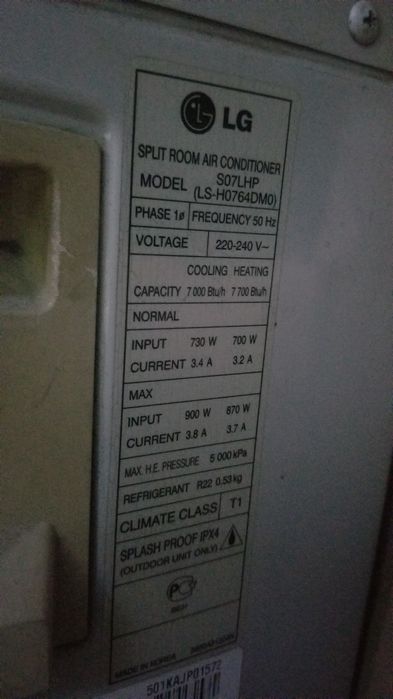 LG
SPLIT ROOM AIR CONDITIONER
MODEL S07LHP
(LS-H0764DM0)
PHASE 1ø FREQUENCY 50 Hz
VOLTAGE 220-240 V~
COOLING HEATING
CAPACITY 7 000 Btu/h 7 700 Btu/h
NORMAL
INPUT 730 W 700 W
CURRENT 3.4 A 3.2 A
MAX
INPUT 900 W 870 W
CURRENT 3.8 A 3.7 A
MAX. H.E. PRESSURE 5 000 kPa
REFRIGERANT R22 0,53 kg
CLIMATE CLASS T1
SPLASH PROOF IPX4
(OUTDOOR UNIT ONLY)
MADE IN KOREA
501KAJP01572